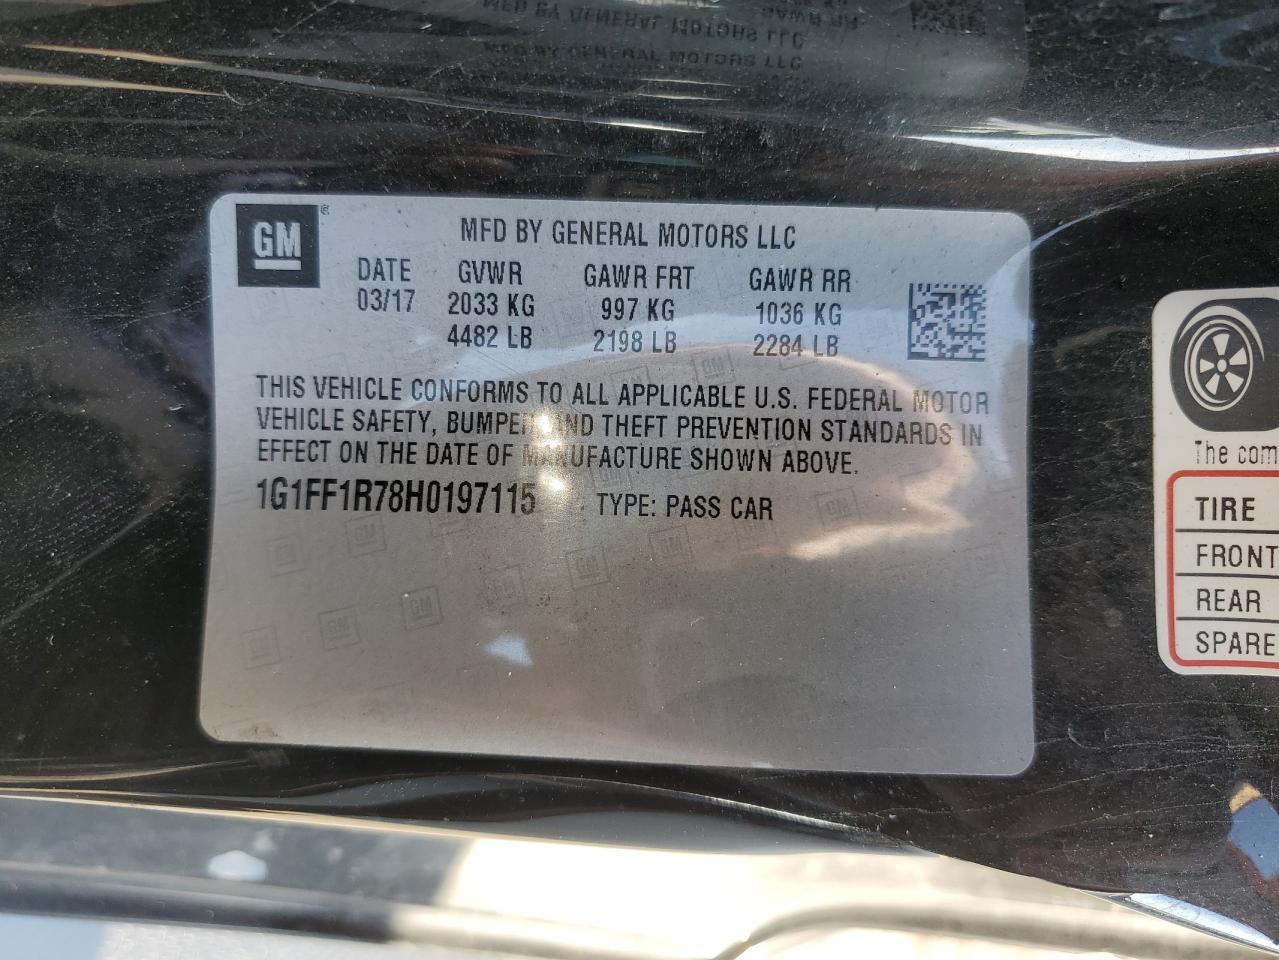 GM
MFD BY GENERAL MOTORS LLC
DATE GVWR GAWR FRT GAWR RR
03/17 2033 KG 997 KG 1036 KG
4482 LB 2198 LB 2284 LB
THIS VEHICLE CONFORMS TO ALL APPLICABLE U.S. FEDERAL MOTOR
VEHICLE SAFETY, BUMPER AND THEFT PREVENTION STANDARDS IN
EFFECT ON THE DATE OF MANUFACTURE SHOWN ABOVE.
1G1FF1R78H0197115 TYPE: PASS CAR
The com
TIRE
FRONT
REAR
SPARE